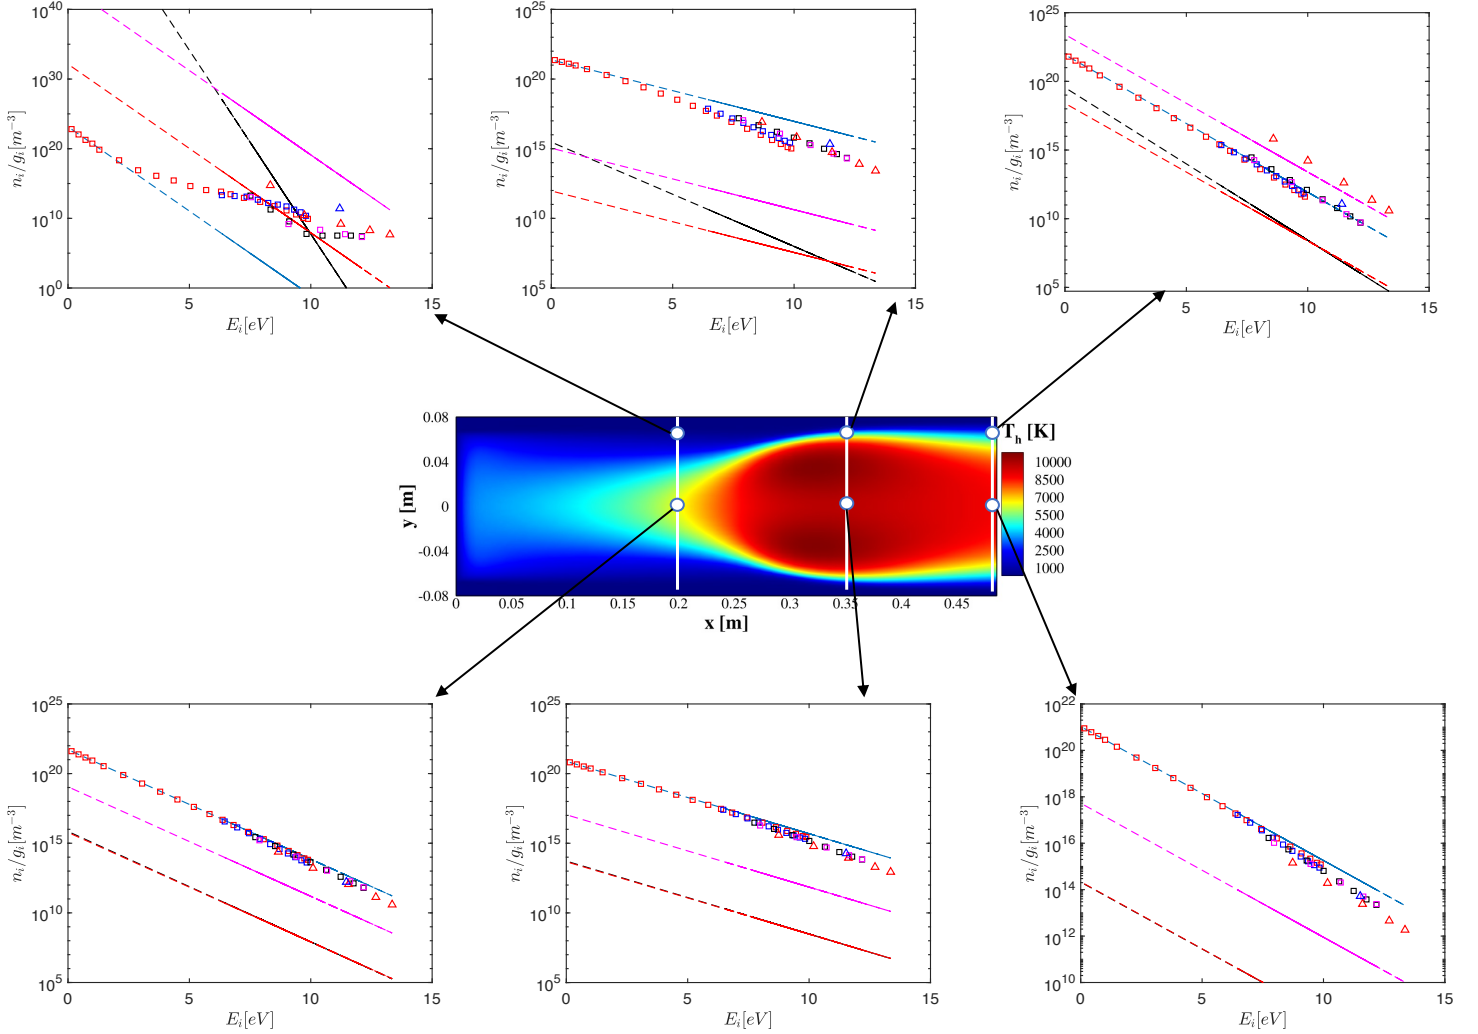 10^40
10^30
10^20
10^10
10^0
n_i/g_i[m^{-3}]
0 5 10 15
E_i[eV]
10^25
10^20
10^15
10^10
10^5
n_i/g_i[m^{-3}]
0 5 10 15
E_i[eV]
10^25
10^20
10^15
10^10
10^5
n_i/g_i[m^{-3}]
0 5 10 15
E_i[eV]
0.08
0.04
0
-0.04
-0.08
y [m]
0 0.05 0.1 0.15 0.2 0.25 0.3 0.35 0.4 0.45
x [m]
T_h [K]
10000
8500
7000
5500
4000
2500
1000
10^25
10^20
10^15
10^10
10^5
n_i/g_i[m^{-3}]
0 5 10 15
E_i[eV]
10^25
10^20
10^15
10^10
10^5
n_i/g_i[m^{-3}]
0 5 10 15
E_i[eV]
10^22
10^20
10^18
10^16
10^14
10^12
10^10
n_i/g_i[m^{-3}]
0 5 10 15
E_i[eV]